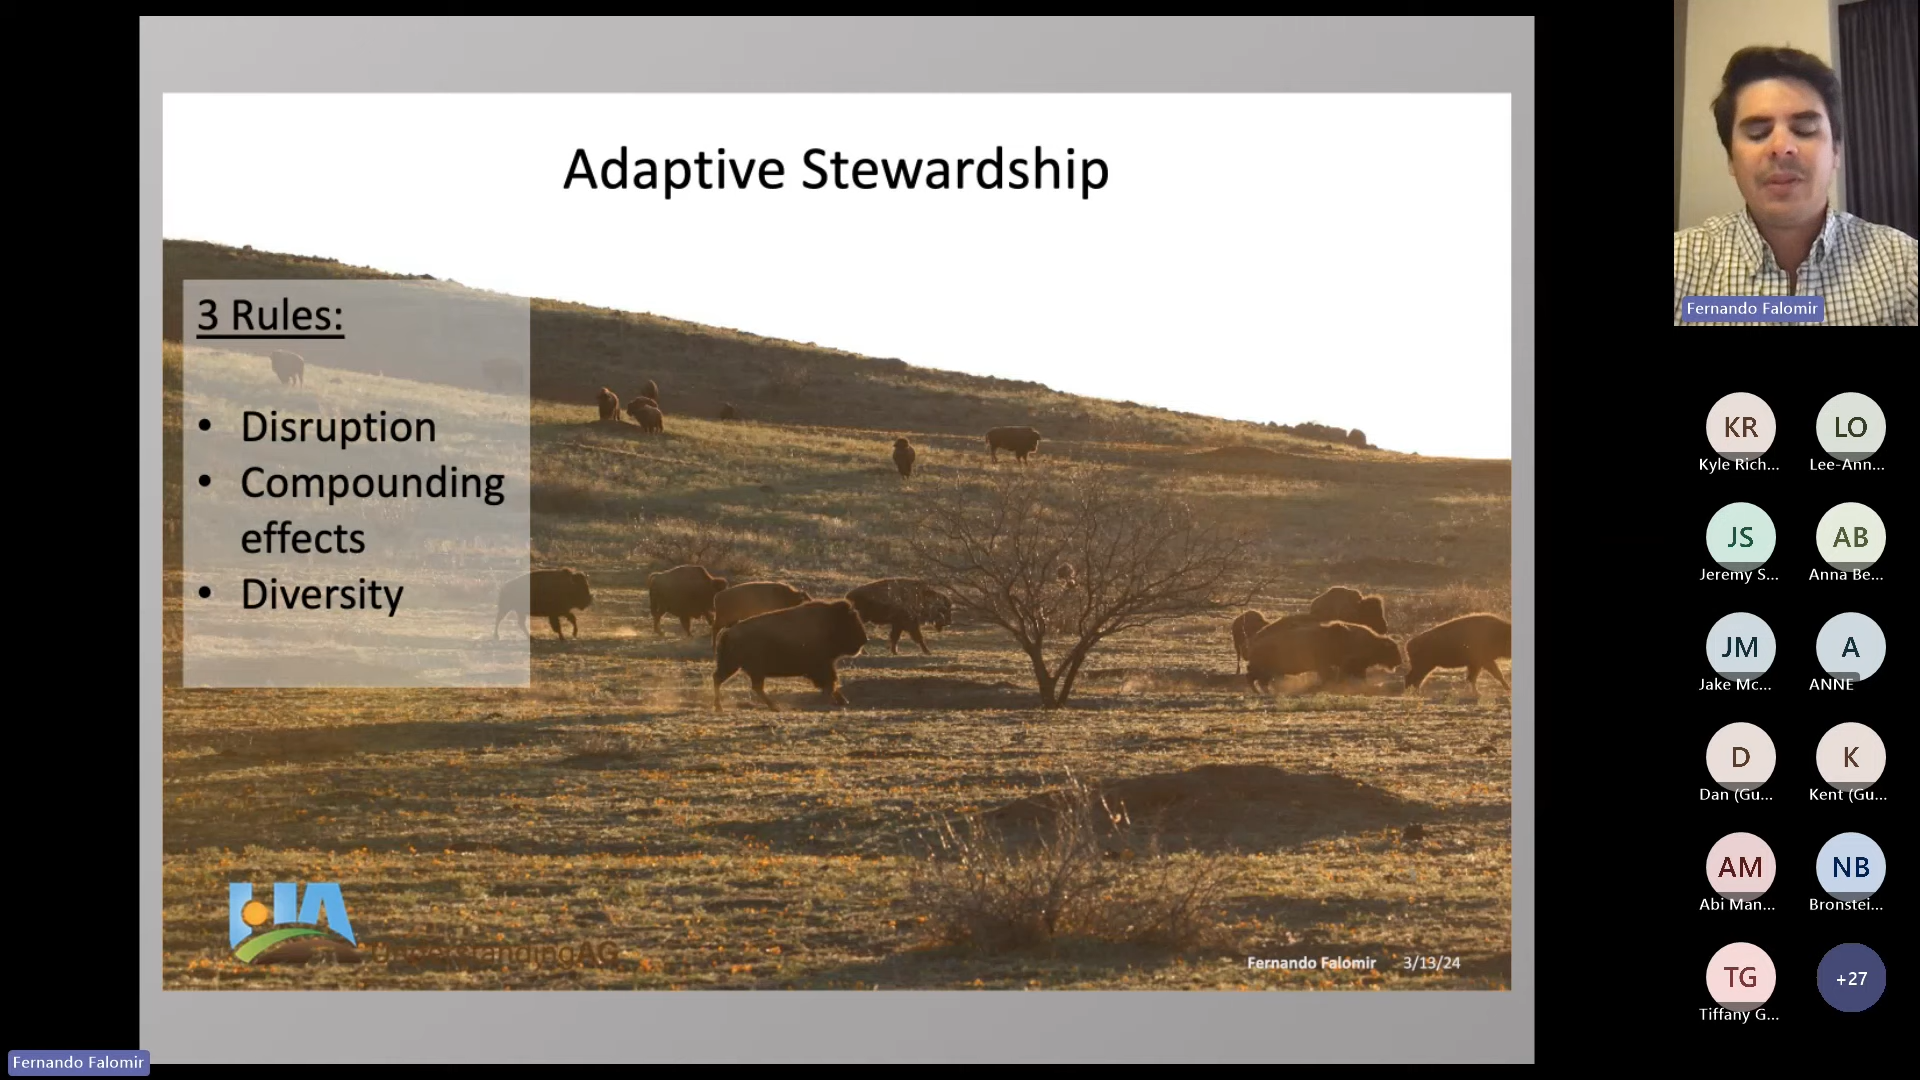 Adaptive Stewardship
3 Rules:
• Disruption
• Compounding
effects
• Diversity
UA
UnderstandingAG
Fernando Falomir 3/13/24
Fernando Falomir
Fernando Falomir
KR LO
Kyle Rich... Lee-Ann...
JS AB
Jeremy S... Anna Be...
JM A
Jake Mc... ANNE
D K
Dan (Gu... Kent (Gu...
AM NB
Abi Man... Bronstei...
TG +27
Tiffany G...